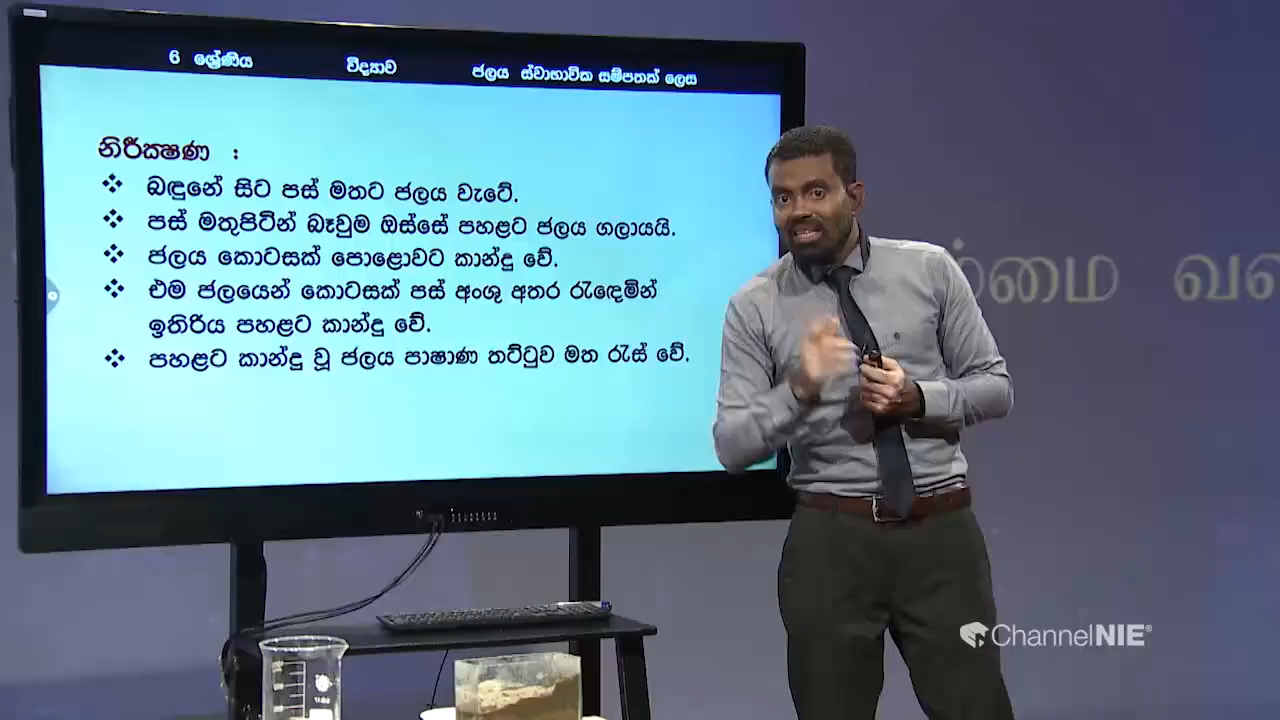 6 ශ්‍රේණිය විද්‍යාව ජලය ස්වාභාවික සම්පතක් ලෙස
නිරීක්ෂණ :
❖ බඳුනේ සිට පස් මතට ජලය වැටේ.
❖ පස් මතුපිටින් බෑවුම ඔස්සේ පහළට ජලය ගලායයි.
❖ ජලය කොටසක් පොළොවට කාන්දු වේ.
❖ එම ජලයෙන් කොටසක් පස් අංශු අතර රැඳෙමින්
ඉතිරිය පහළට කාන්දු වේ.
❖ පහළට කාන්දු වූ ජලය පාෂාණ තට්ටුව මත රැස් වේ.
ChannelNIE®